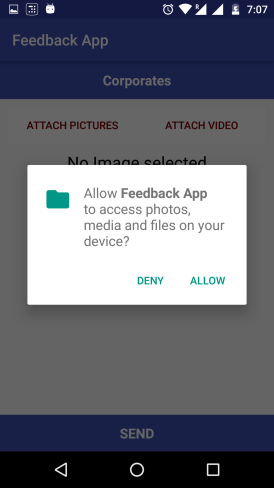 7:07
Feedback App
Corporates
ATTACH PICTURES ATTACH VIDEO
No Image selected
Allow Feedback App
to access photos,
media and files on your
device?
DENY ALLOW
SEND